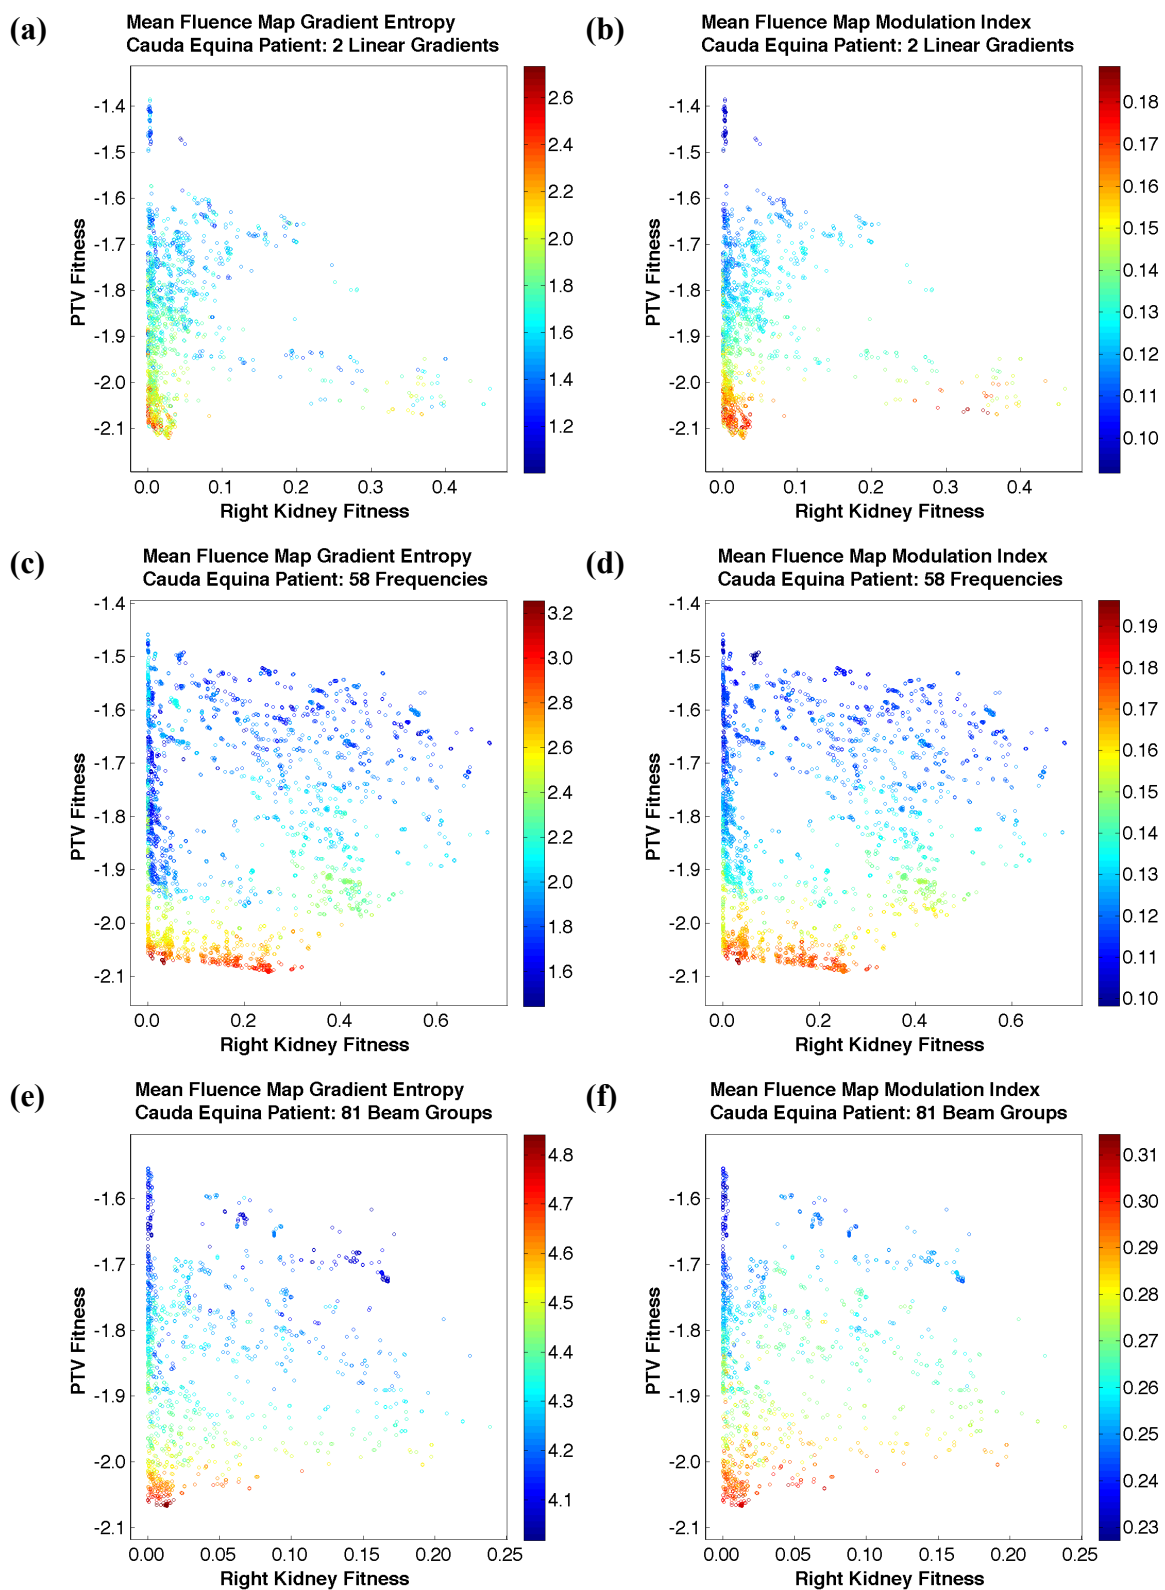 (a)
Mean Fluence Map Gradient Entropy
Cauda Equina Patient: 2 Linear Gradients
-1.4
-1.5
-1.6
-1.7
-1.8
-1.9
-2.0
-2.1
PTV Fitness
0.0 0.1 0.2 0.3 0.4
Right Kidney Fitness
2.6
2.4
2.2
2.0
1.8
1.6
1.4
1.2
(b)
Mean Fluence Map Modulation Index
Cauda Equina Patient: 2 Linear Gradients
-1.4
-1.5
-1.6
-1.7
-1.8
-1.9
-2.0
-2.1
PTV Fitness
0.0 0.1 0.2 0.3 0.4
Right Kidney Fitness
0.18
0.17
0.16
0.15
0.14
0.13
0.12
0.11
0.10
(c)
Mean Fluence Map Gradient Entropy
Cauda Equina Patient: 58 Frequencies
-1.4
-1.5
-1.6
-1.7
-1.8
-1.9
-2.0
-2.1
PTV Fitness
0.0 0.2 0.4 0.6
Right Kidney Fitness
3.2
3.0
2.8
2.6
2.4
2.2
2.0
1.8
1.6
(d)
Mean Fluence Map Modulation Index
Cauda Equina Patient: 58 Frequencies
-1.4
-1.5
-1.6
-1.7
-1.8
-1.9
-2.0
-2.1
PTV Fitness
0.0 0.2 0.4 0.6
Right Kidney Fitness
0.19
0.18
0.17
0.16
0.15
0.14
0.13
0.12
0.11
0.10
(e)
Mean Fluence Map Gradient Entropy
Cauda Equina Patient: 81 Beam Groups
-1.6
-1.7
-1.8
-1.9
-2.0
-2.1
PTV Fitness
0.00 0.05 0.10 0.15 0.20 0.25
Right Kidney Fitness
4.8
4.7
4.6
4.5
4.4
4.3
4.2
4.1
(f)
Mean Fluence Map Modulation Index
Cauda Equina Patient: 81 Beam Groups
-1.6
-1.7
-1.8
-1.9
-2.0
-2.1
PTV Fitness
0.00 0.05 0.10 0.15 0.20 0.25
Right Kidney Fitness
0.31
0.30
0.29
0.28
0.27
0.26
0.25
0.24
0.23